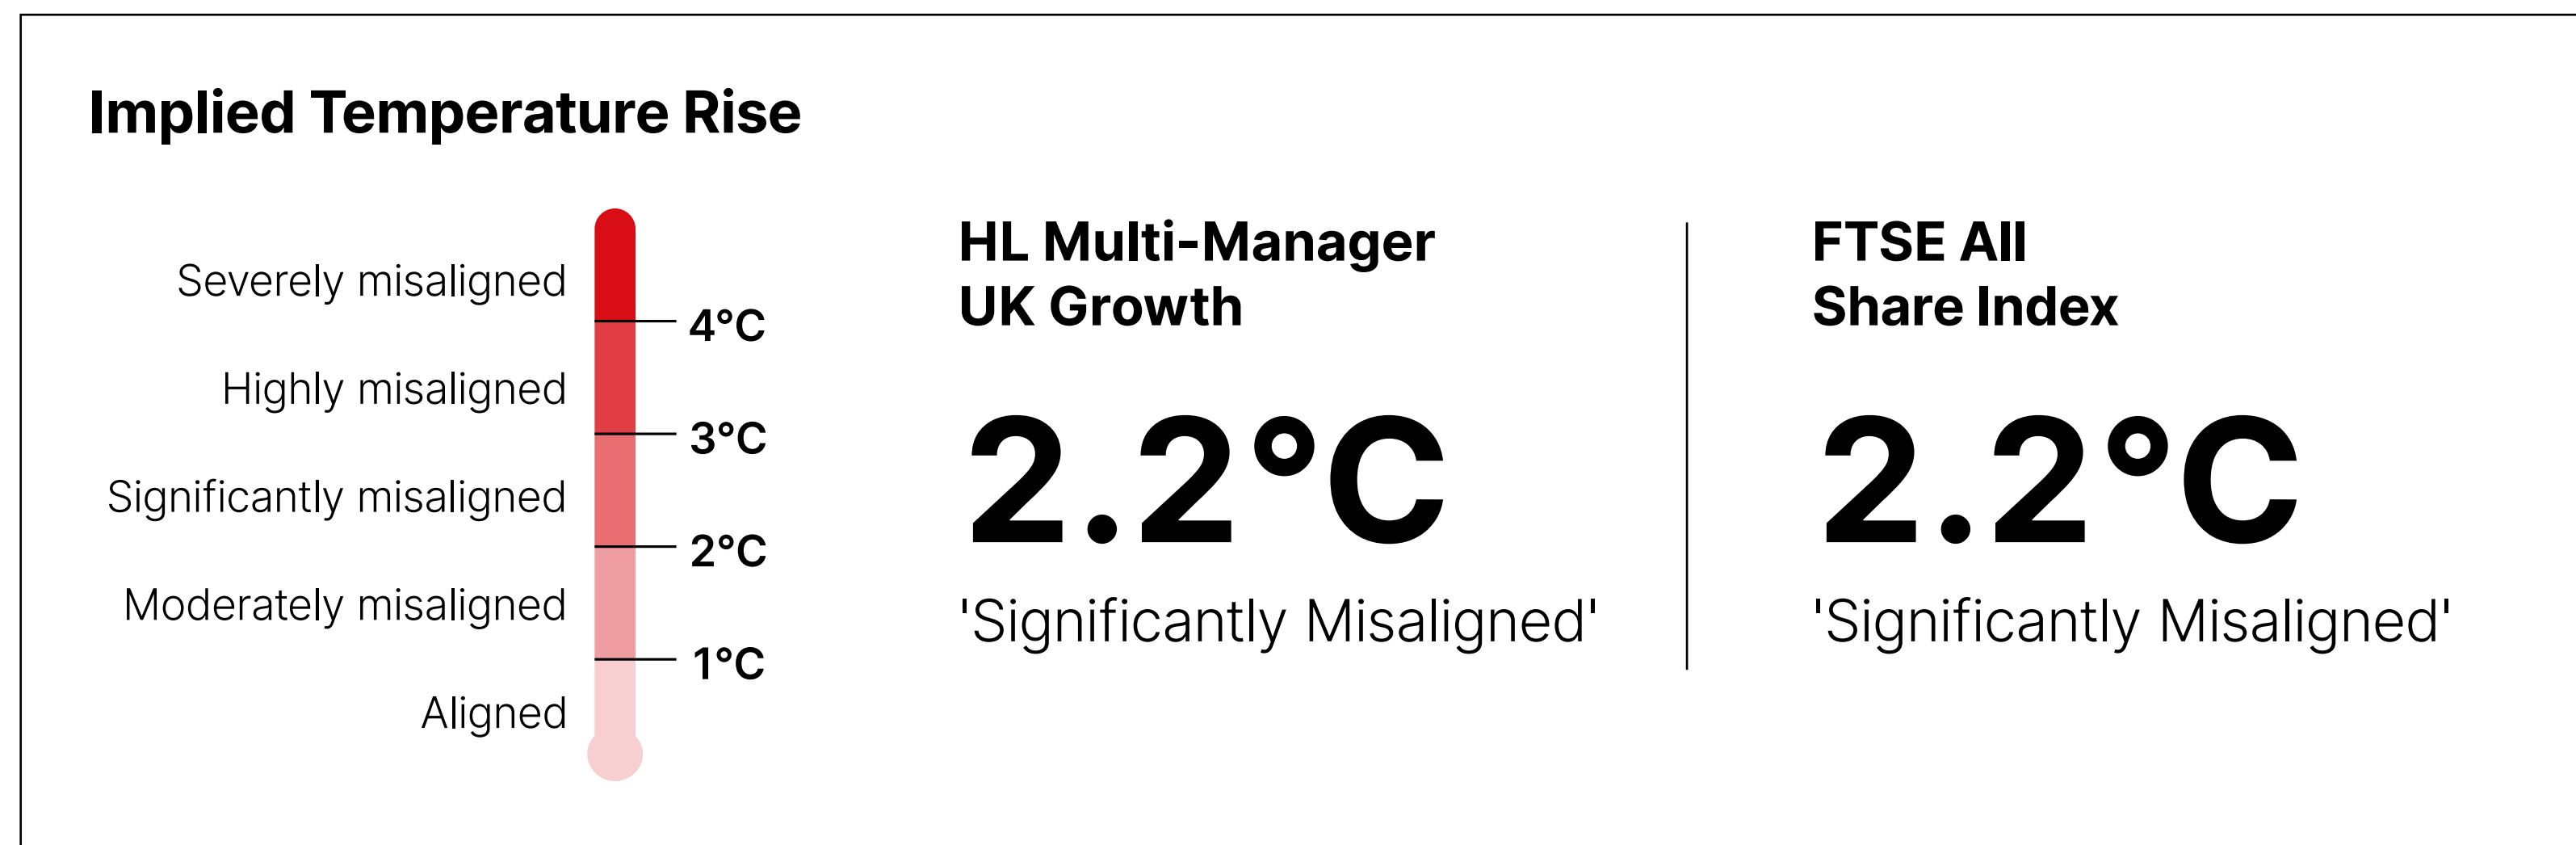 Implied Temperature Rise
Severely misaligned
4°C
Highly misaligned
3°C
Significantly misaligned
2°C
Moderately misaligned
1°C
Aligned
HL Multi-Manager
UK Growth
2.2°C
'Significantly Misaligned'
FTSE All
Share Index
2.2°C
'Significantly Misaligned'